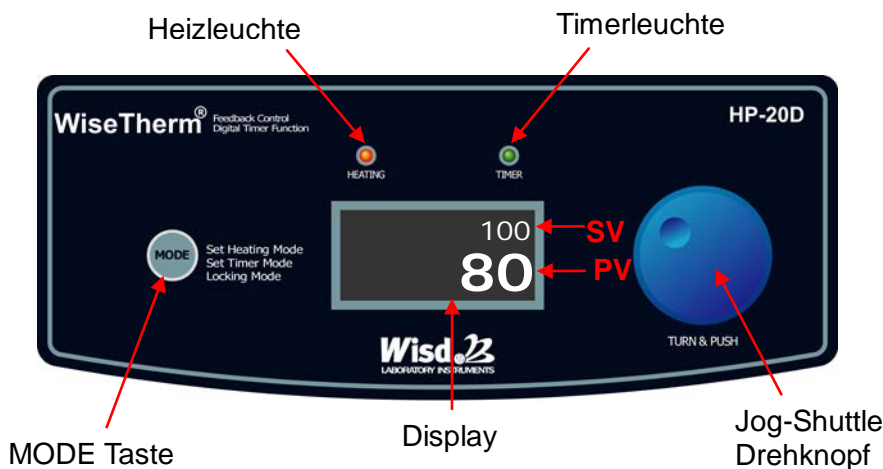 Heizleuchte
Timerleuchte
WiseTherm®
Feedback Control
Digital Timer Function
HP-20D
HEATING
TIMER
100
SV
80
PV
MODE
Set Heating Mode
Set Timer Mode
Locking Mode
TURN & PUSH
Wisd
LABORATORY INSTRUMENTS
MODE Taste
Display
Jog-Shuttle
Drehknopf